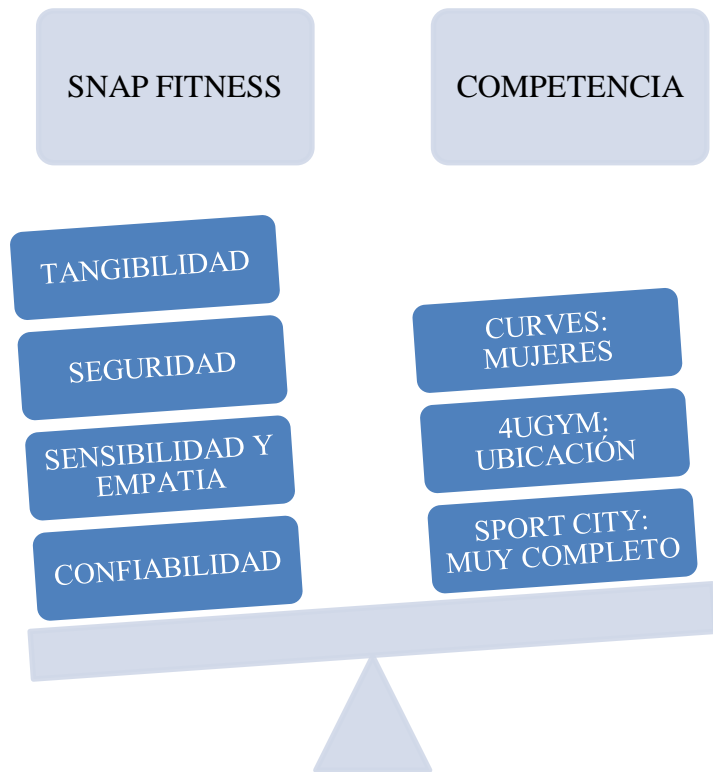 SNAP FITNESS
COMPETENCIA
TANGIBILIDAD
SEGURIDAD
SENSIBILIDAD Y
EMPATIA
CONFIABILIDAD
CURVES:
MUJERES
4UGYM:
UBICACIÓN
SPORT CITY:
MUY COMPLETO